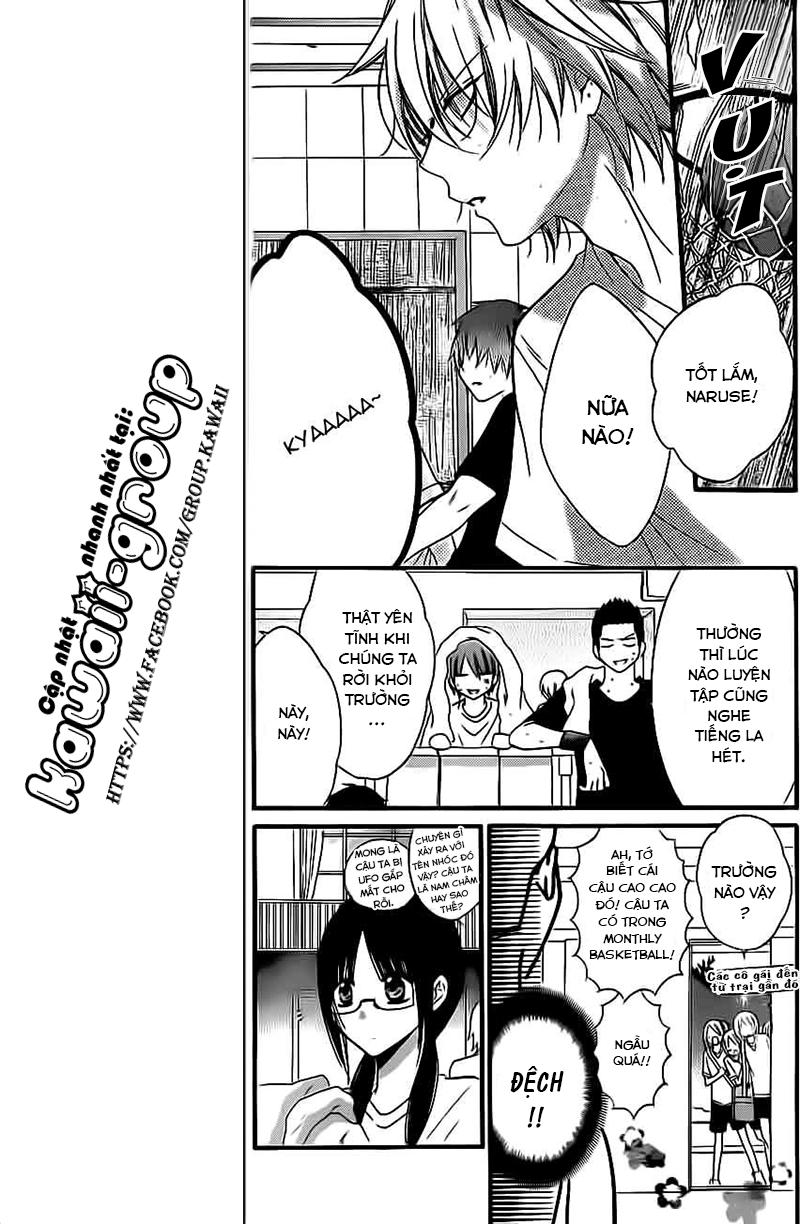 VỤT
TỐT LẮM,
NARUSE!
NỮA
NÀO!
KYAAAAA~
THƯỜNG
THÌ LÚC
NÀO LUYỆN
TẬP CŨNG
NGHE
TIẾNG LA
HÉT.
THẬT YÊN
TĨNH KHI
CHÚNG TA
RỜI KHỎI
TRƯỜNG
...
NÀY,
NÀY!
TRƯỜNG
NÀO VẬY
?
Các cô gái đến
từ trại gần đó
AH, TỚ
BIẾT CÁI
CẬU CAO CAO
ĐÓ! CẬU TA
CÓ TRONG
MONTHLY
BASKETBALL!
NGẦU
QUÁ!!
ĐỆCH
!!
CHUYỆN GÌ
XẢY RA VỚI
TÊN NHÓC ĐÓ
VẬY? CẬU TA
LÀ NAM CHÂM
HAY SAO
THẾ?
MONG LÀ
CẬU TA BỊ
UFO GẮP
MẤT CHO
RỒI.
Cập nhật nhanh nhất tại:
Kawaii-group
HTTPS://WWW.FACEBOOK.COM/GROUP.KAWAII